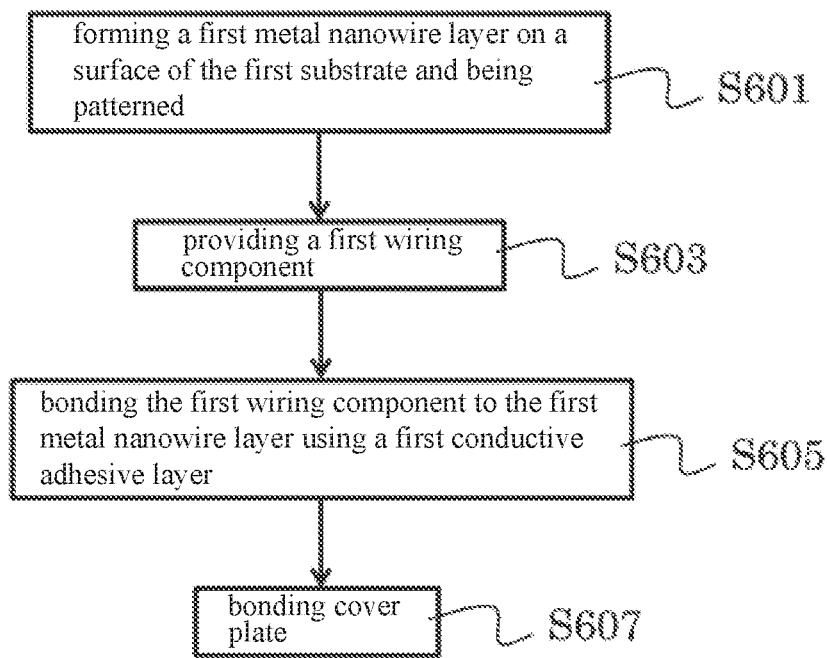 forming a first metal nanowire layer on a
surface of the first substrate and being
patterned
S601
providing a first wiring
component
S603
bonding the first wiring component to the first
metal nanowire layer using a first conductive
adhesive layer
S605
bonding cover
plate
S607